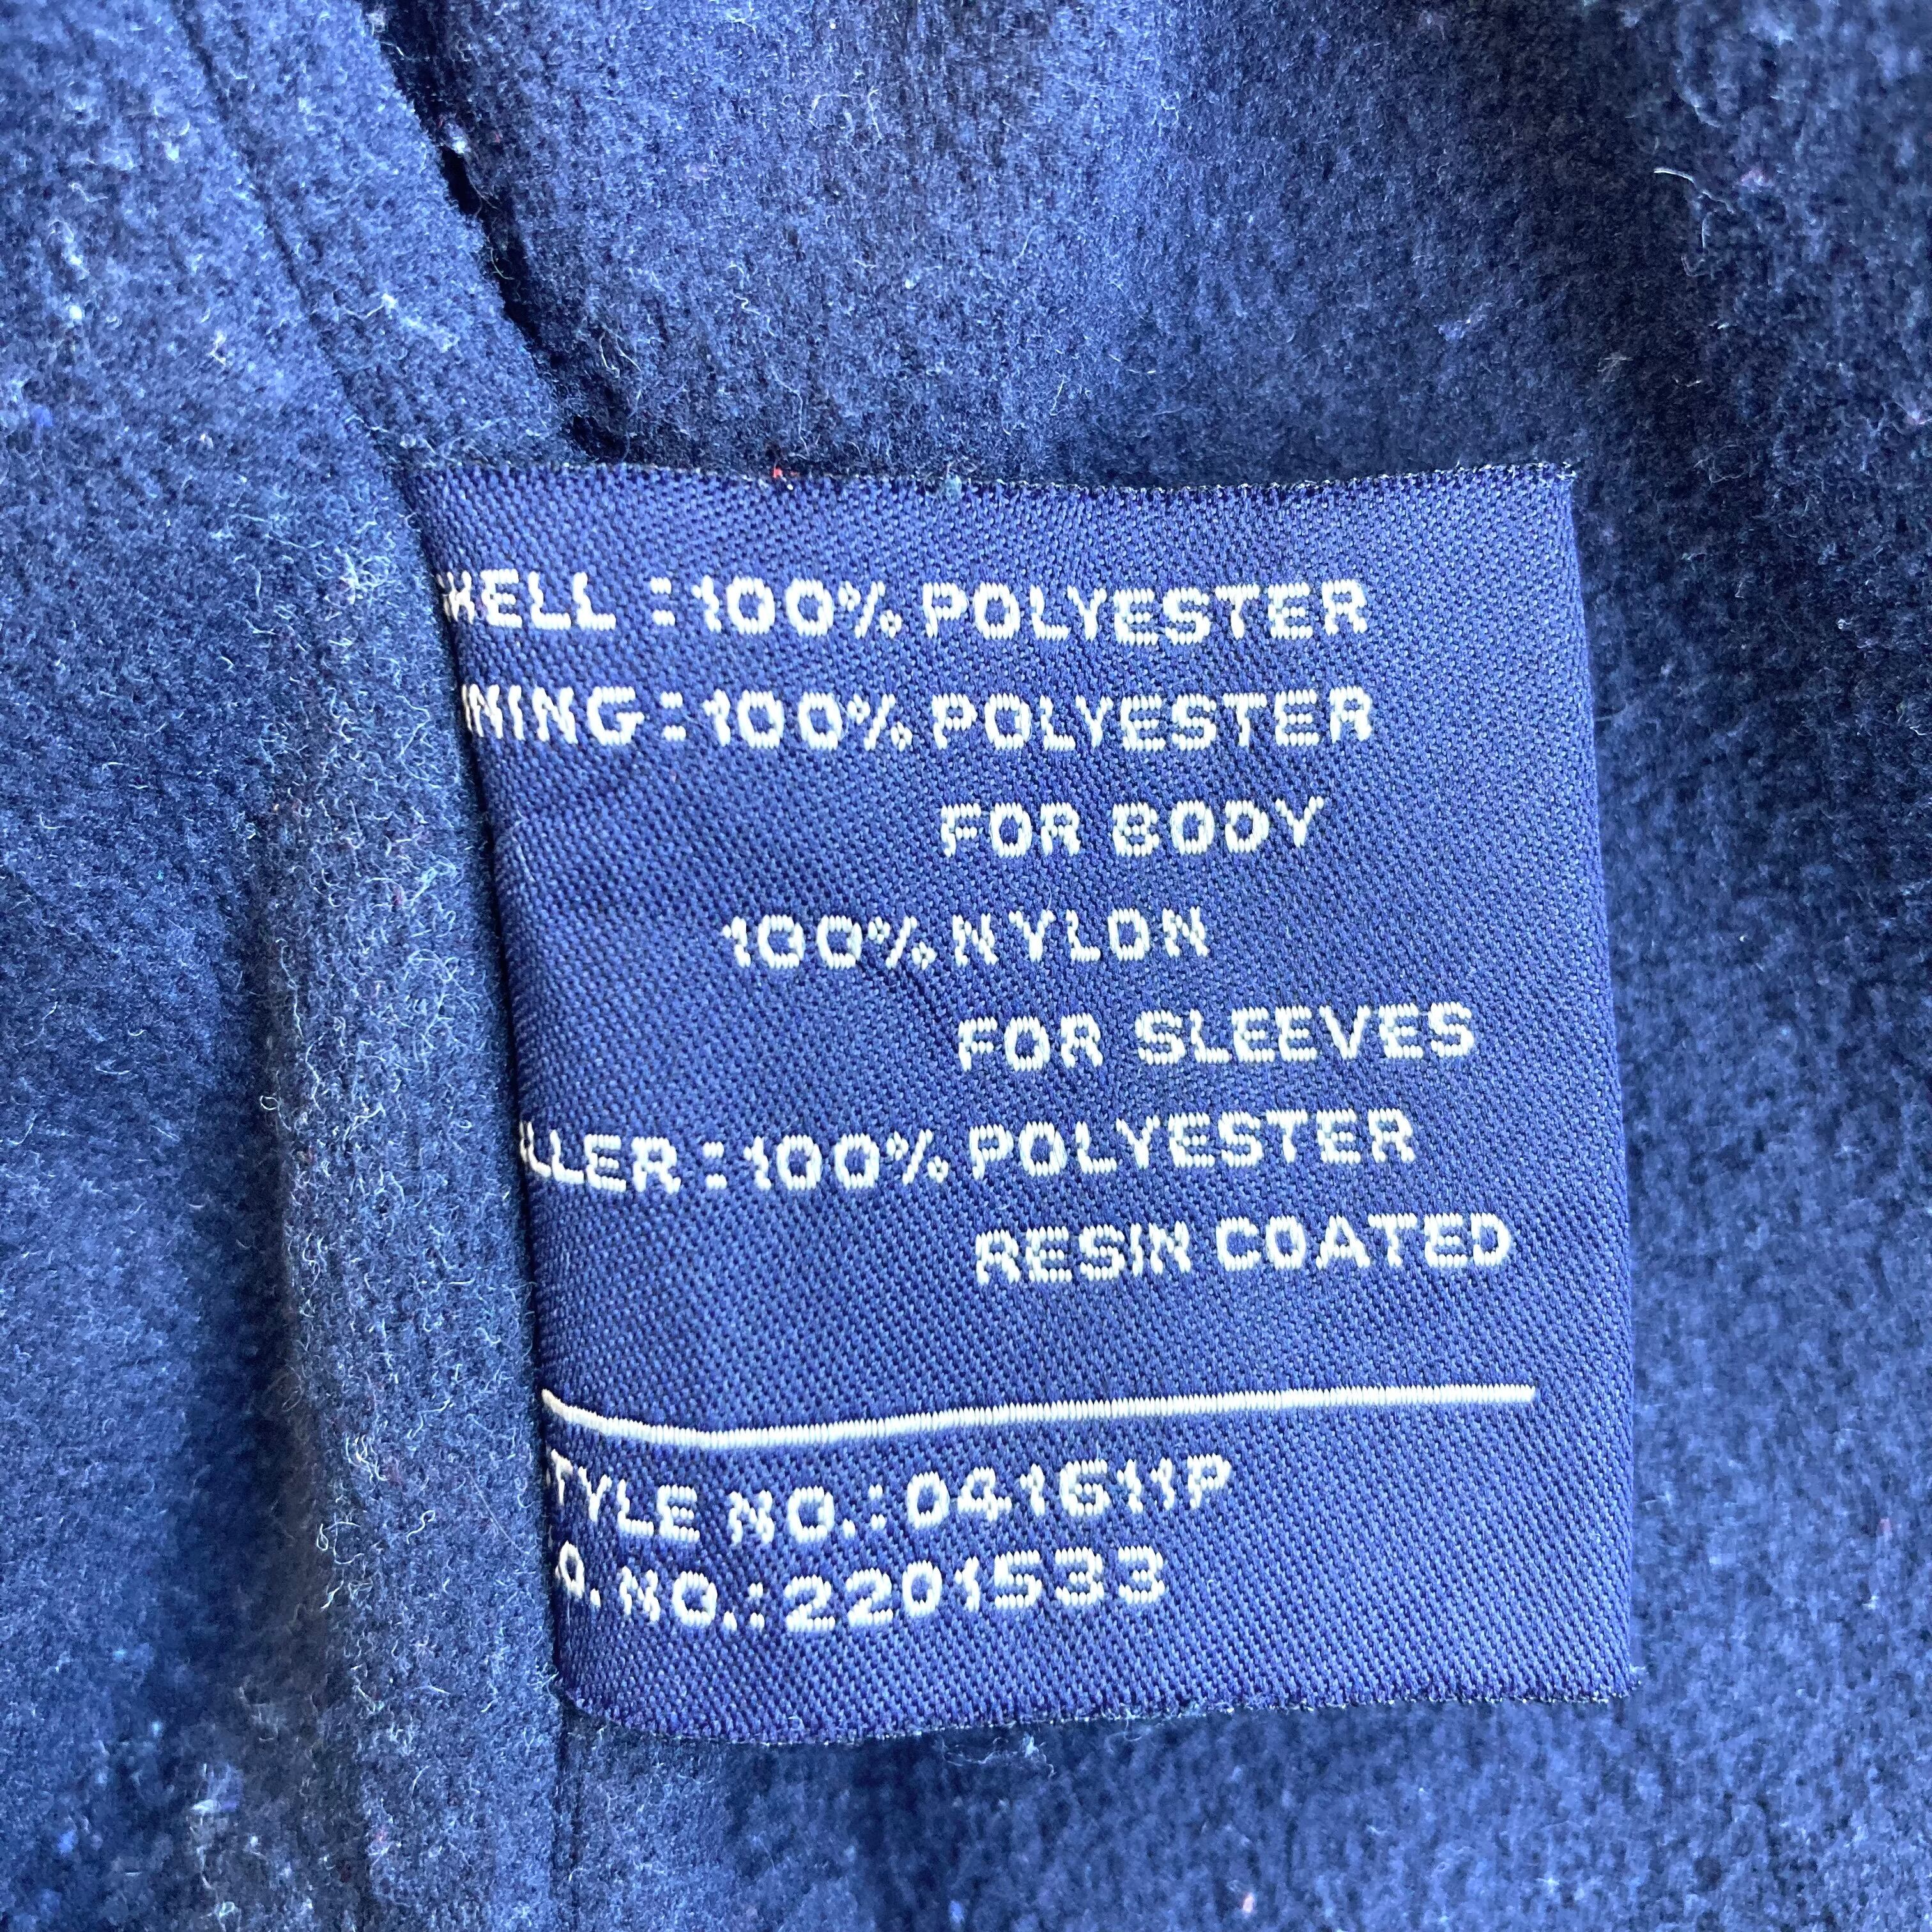 HELL :100% POLYESTER
INING :100% POLYESTER
FOR BODY
100% NYLON
FOR SLEEVES
ILLER :100% POLYESTER
RESIN COATED
TYLE NO.:041611P
O. NO.:2201533